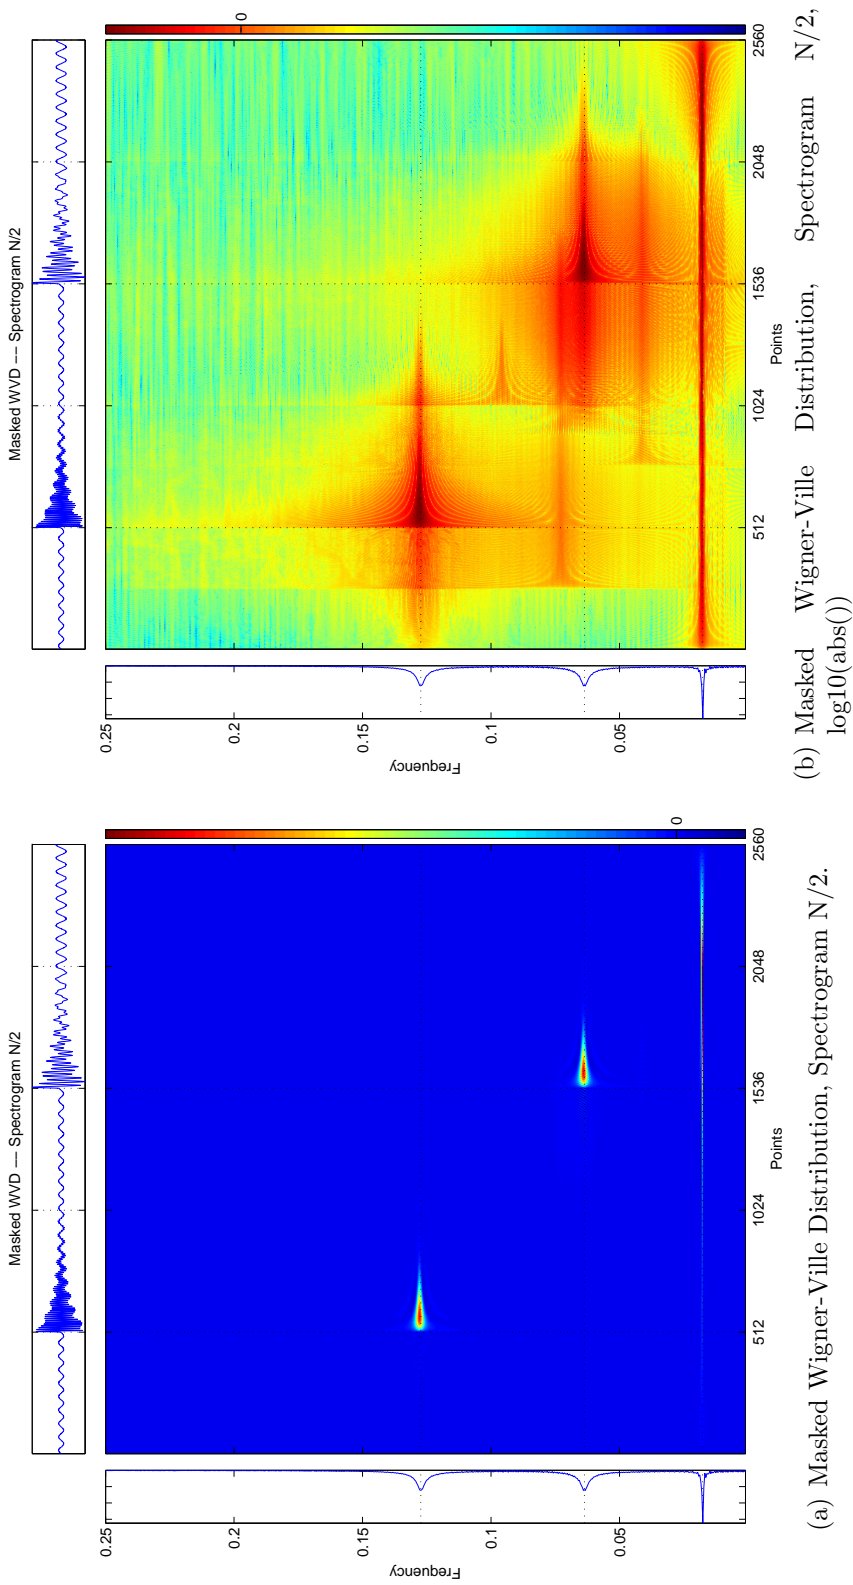 Masked WVD −− Spectrogram N/2
0.25
0.2
0.15
0.1
0.05
Frequency
512
1024
1536
2048
2560
Points
0
(a) Masked Wigner-Ville Distribution, Spectrogram N/2.
Masked WVD −− Spectrogram N/2
0.25
0.2
0.15
0.1
0.05
Frequency
512
1024
1536
2048
2560
Points
0
(b) Masked Wigner-Ville Distribution, Spectrogram N/2,
log10(abs())